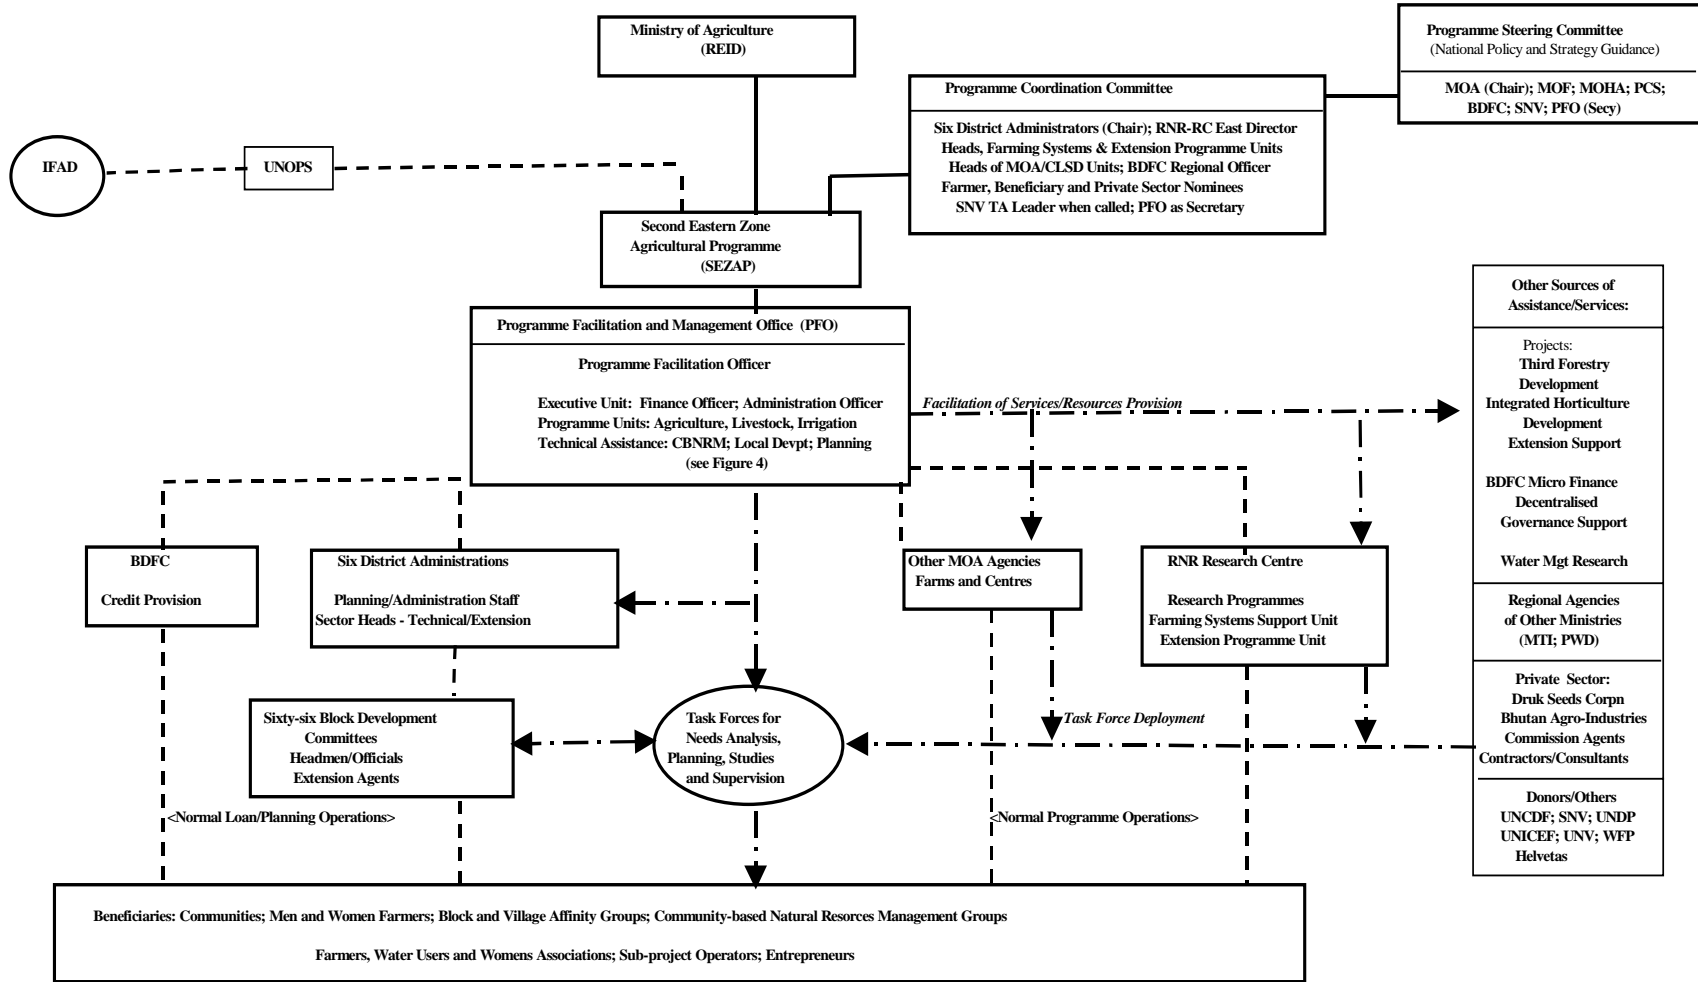 Ministry of Agriculture
(REID)
Programme Steering Committee
(National Policy and Strategy Guidance)
MOA (Chair); MOF; MOHA; PCS;
BDFC; SNV; PFO (Secy)
Programme Coordination Committee
Six District Administrators (Chair); RNR-RC East Director
Heads, Farming Systems & Extension Programme Units
Heads of MOA/CLSD Units; BDFC Regional Officer
Farmer, Beneficiary and Private Sector Nominees
SNV TA Leader when called; PFO as Secretary
IFAD
UNOPS
Second Eastern Zone
Agricultural Programme
(SEZAP)
Programme Facilitation and Management Office (PFO)
Programme Facilitation Officer
Executive Unit: Finance Officer; Administration Officer
Programme Units: Agriculture, Livestock, Irrigation
Technical Assistance: CBNRM; Local Devpt; Planning
(see Figure 4)
Facilitation of Services/Resources Provision
Other Sources of
Assistance/Services:
Projects:
Third Forestry
Development
Integrated Horticulture
Development
Extension Support
BDFC Micro Finance
Decentralised
Governance Support
Water Mgt Research
Regional Agencies
of Other Ministries
(MTI; PWD)
Private Sector:
Druk Seeds Corpn
Bhutan Agro-Industries
Commission Agents
Contractors/Consultants
Donors/Others
UNCDF; SNV; UNDP
UNICEF; UNV; WFP
Helvetas
BDFC
Credit Provision
Six District Administrations
Planning/Administration Staff
Sector Heads - Technical/Extension
Other MOA Agencies
Farms and Centres
RNR Research Centre
Research Programmes
Farming Systems Support Unit
Extension Programme Unit
Sixty-six Block Development
Committees
Headmen/Officials
Extension Agents
Task Forces for
Needs Analysis,
Planning, Studies
and Supervision
Task Force Deployment
<Normal Loan/Planning Operations>
<Normal Programme Operations>
Beneficiaries: Communities; Men and Women Farmers; Block and Village Affinity Groups; Community-based Natural Resorces Management Groups
Farmers, Water Users and Womens Associations; Sub-project Operators; Entrepreneurs